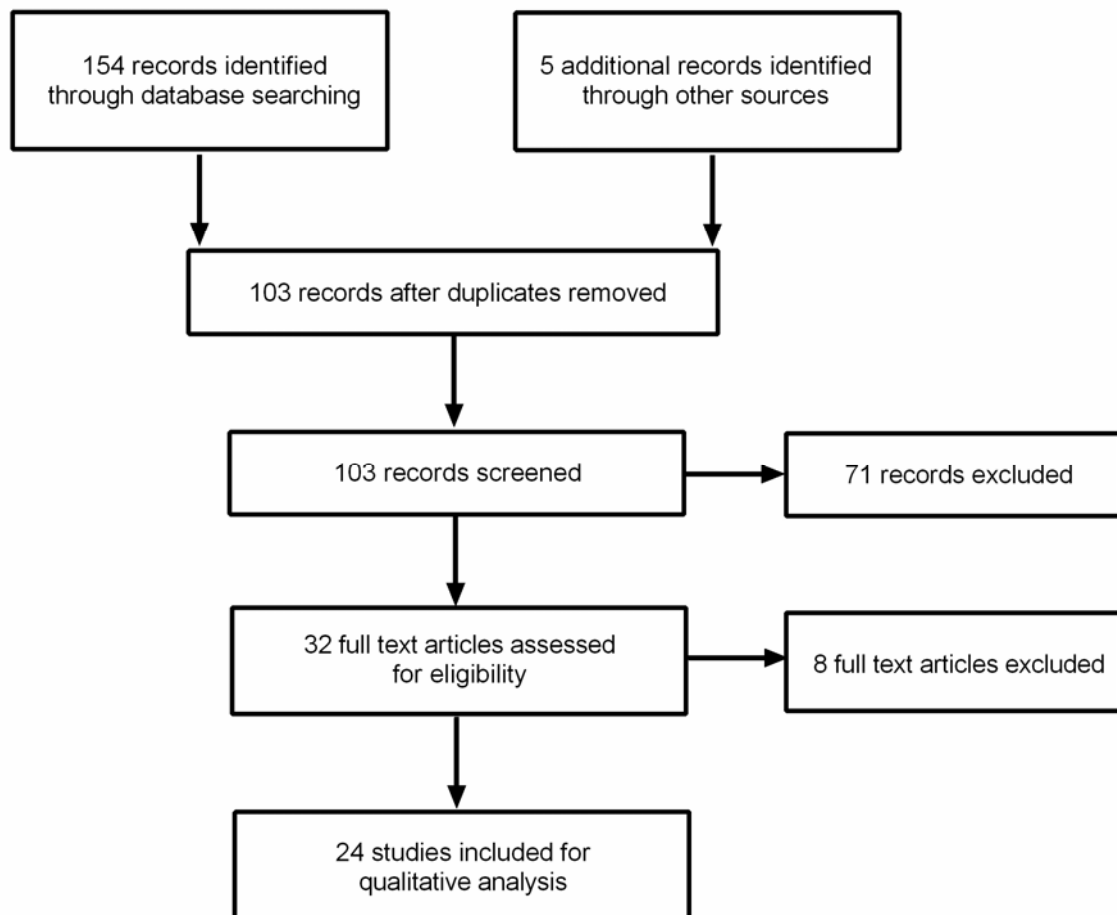 154 records identified
through database searching
5 additional records identified
through other sources
103 records after duplicates removed
103 records screened
71 records excluded
32 full text articles assessed
for eligibility
8 full text articles excluded
24 studies included for
qualitative analysis